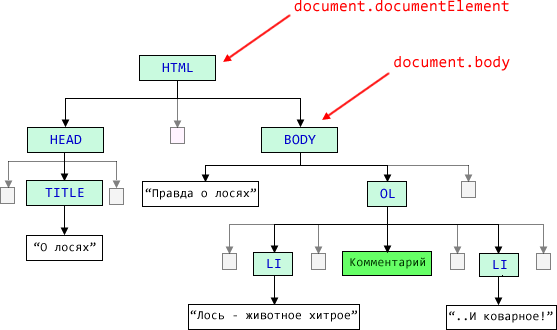 document.documentElement
HTML
document.body
HEAD
BODY
TITLE
“Правда о лосях”
OL
“О лосях”
LI
Комментарий
LI
“Лось - животное хитрое”
“..И коварное!”